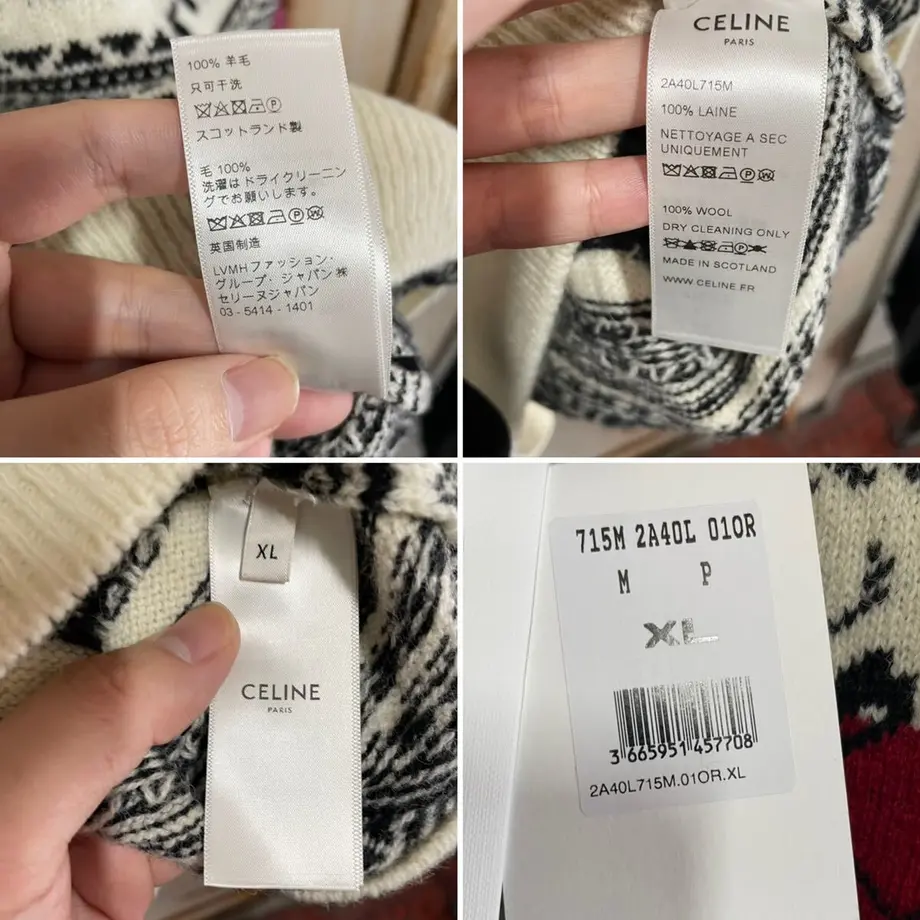 100% 羊毛
只可干洗
スコットランド製
毛 100%
洗濯はドライクリーニン
グでお願いします。
英国制造
LVMHファッション・
グループ・ジャパン㈱
セリーヌジャパン
03-5414-1401
CELINE
PARIS
2A40L715M
100% LAINE
NETTOYAGE A SEC
UNIQUEMENT
100% WOOL
DRY CLEANING ONLY
MADE IN SCOTLAND
WWW.CELINE.FR
XL
CELINE
PARIS
715M 2A40L 01OR
M P
XL
3 665951 457708
2A40L715M.01OR.XL